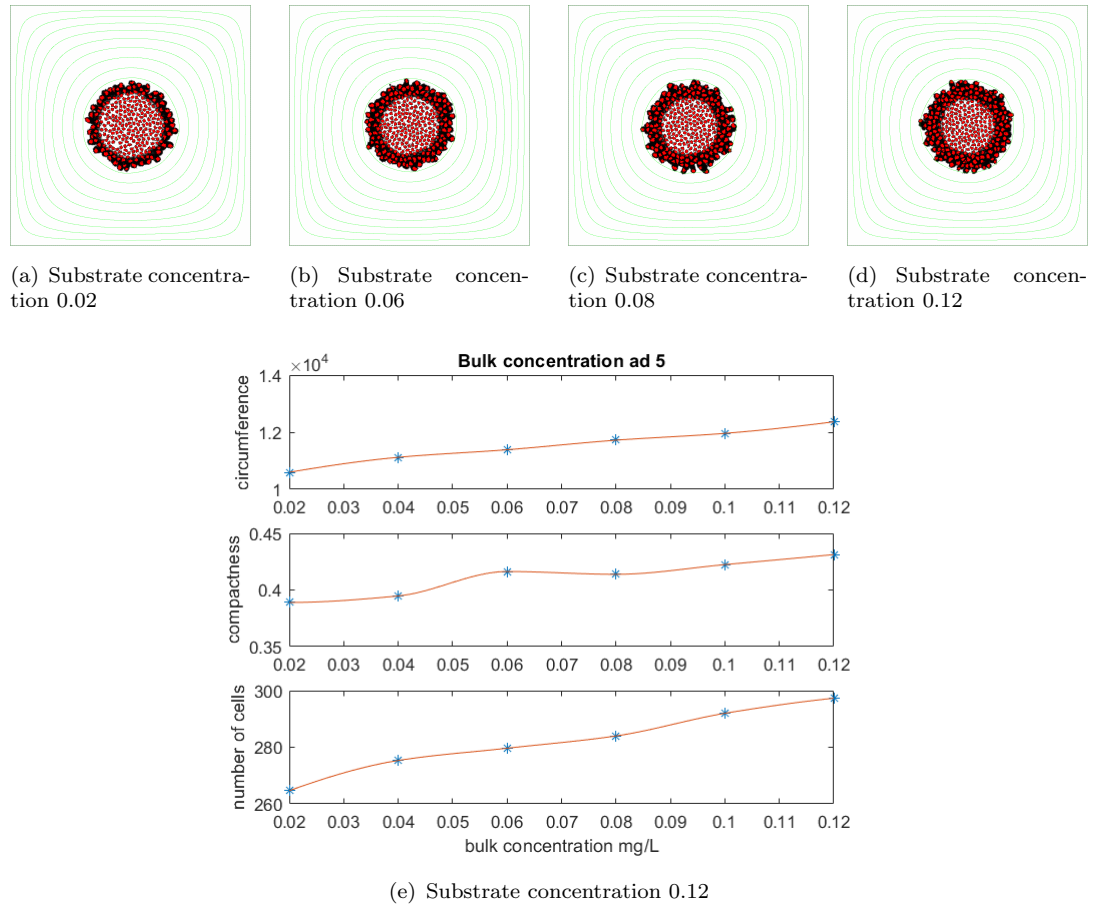 (a) Substrate concentra-
tion 0.02
(b) Substrate concen-
tration 0.06
(c) Substrate concentra-
tion 0.08
(d) Substrate concen-
tration 0.12
×10⁴
Bulk concentration ad 5
circumference
1.4
1.2
1
0.02 0.03 0.04 0.05 0.06 0.07 0.08 0.09 0.1 0.11 0.12
compactness
0.45
0.4
0.35
0.02 0.03 0.04 0.05 0.06 0.07 0.08 0.09 0.1 0.11 0.12
number of cells
300
280
260
0.02 0.03 0.04 0.05 0.06 0.07 0.08 0.09 0.1 0.11 0.12
bulk concentration mg/L
(e) Substrate concentration 0.12